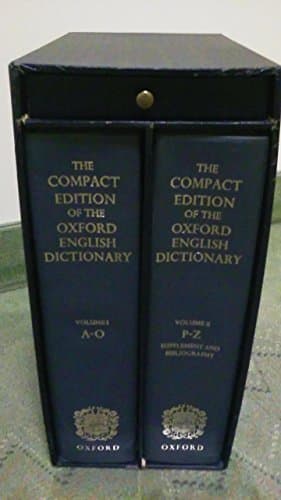 THE
COMPACT
EDITION
OF THE
OXFORD
ENGLISH
DICTIONARY
VOLUME I
A-O
OXFORD
THE
COMPACT
EDITION
OF THE
OXFORD
ENGLISH
DICTIONARY
VOLUME II
P-Z
SUPPLEMENT AND
BIBLIOGRAPHY
OXFORD